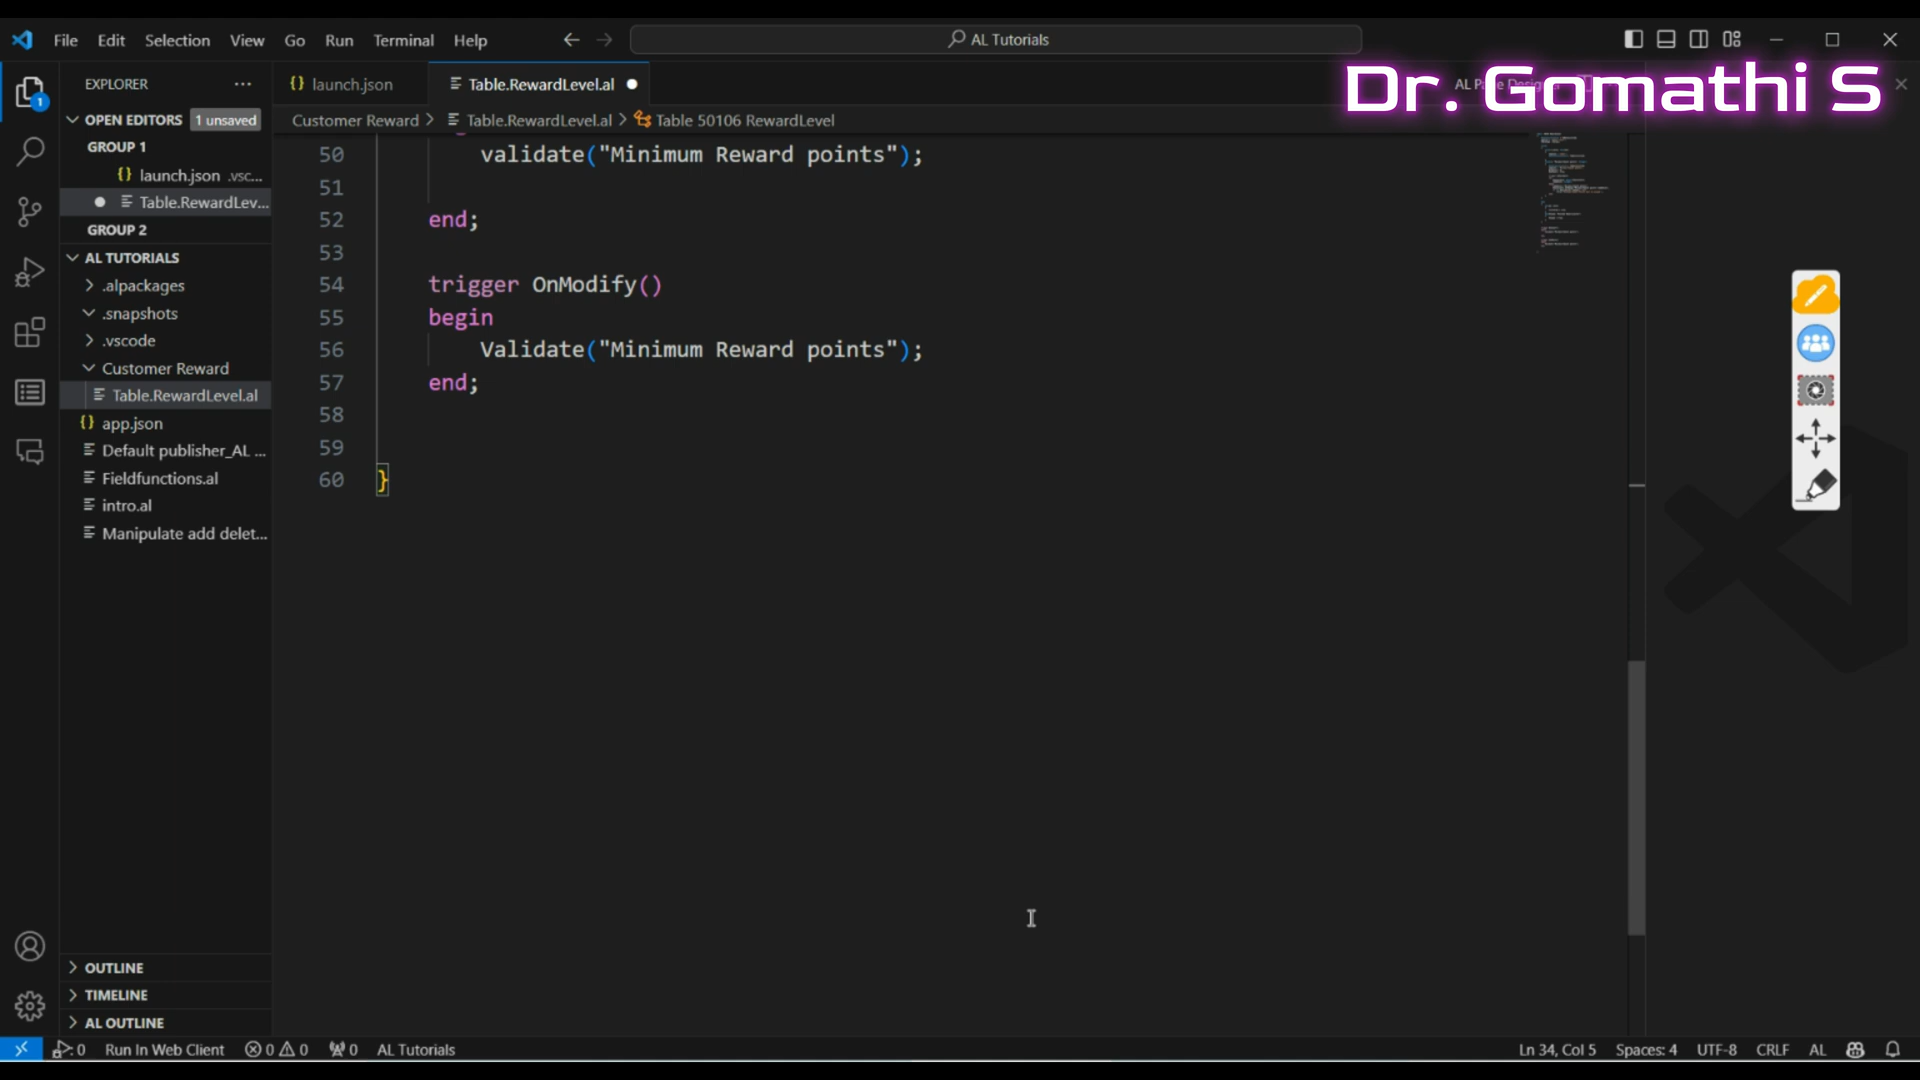 File Edit Selection View Go Run Terminal Help
AL Tutorials
Dr. Gomathi S
EXPLORER
launch.json
Table.RewardLevel.al
OPEN EDITORS 1 unsaved
Customer Reward > Table.RewardLevel.al > Table 50106 RewardLevel
GROUP 1
launch.json .vsc...
Table.RewardLev...
GROUP 2
AL TUTORIALS
.alpackages
.snapshots
.vscode
Customer Reward
Table.RewardLevel.al
app.json
Default publisher_AL ...
Fieldfunctions.al
intro.al
Manipulate add delet...
50 validate("Minimum Reward points");
51
52 end;
53
54 trigger OnModify()
55 begin
56 Validate("Minimum Reward points");
57 end;
58
59
60 }
OUTLINE
TIMELINE
AL OUTLINE
0 Run In Web Client 0 0 0 AL Tutorials
Ln 34, Col 5 Spaces: 4 UTF-8 CRLF AL